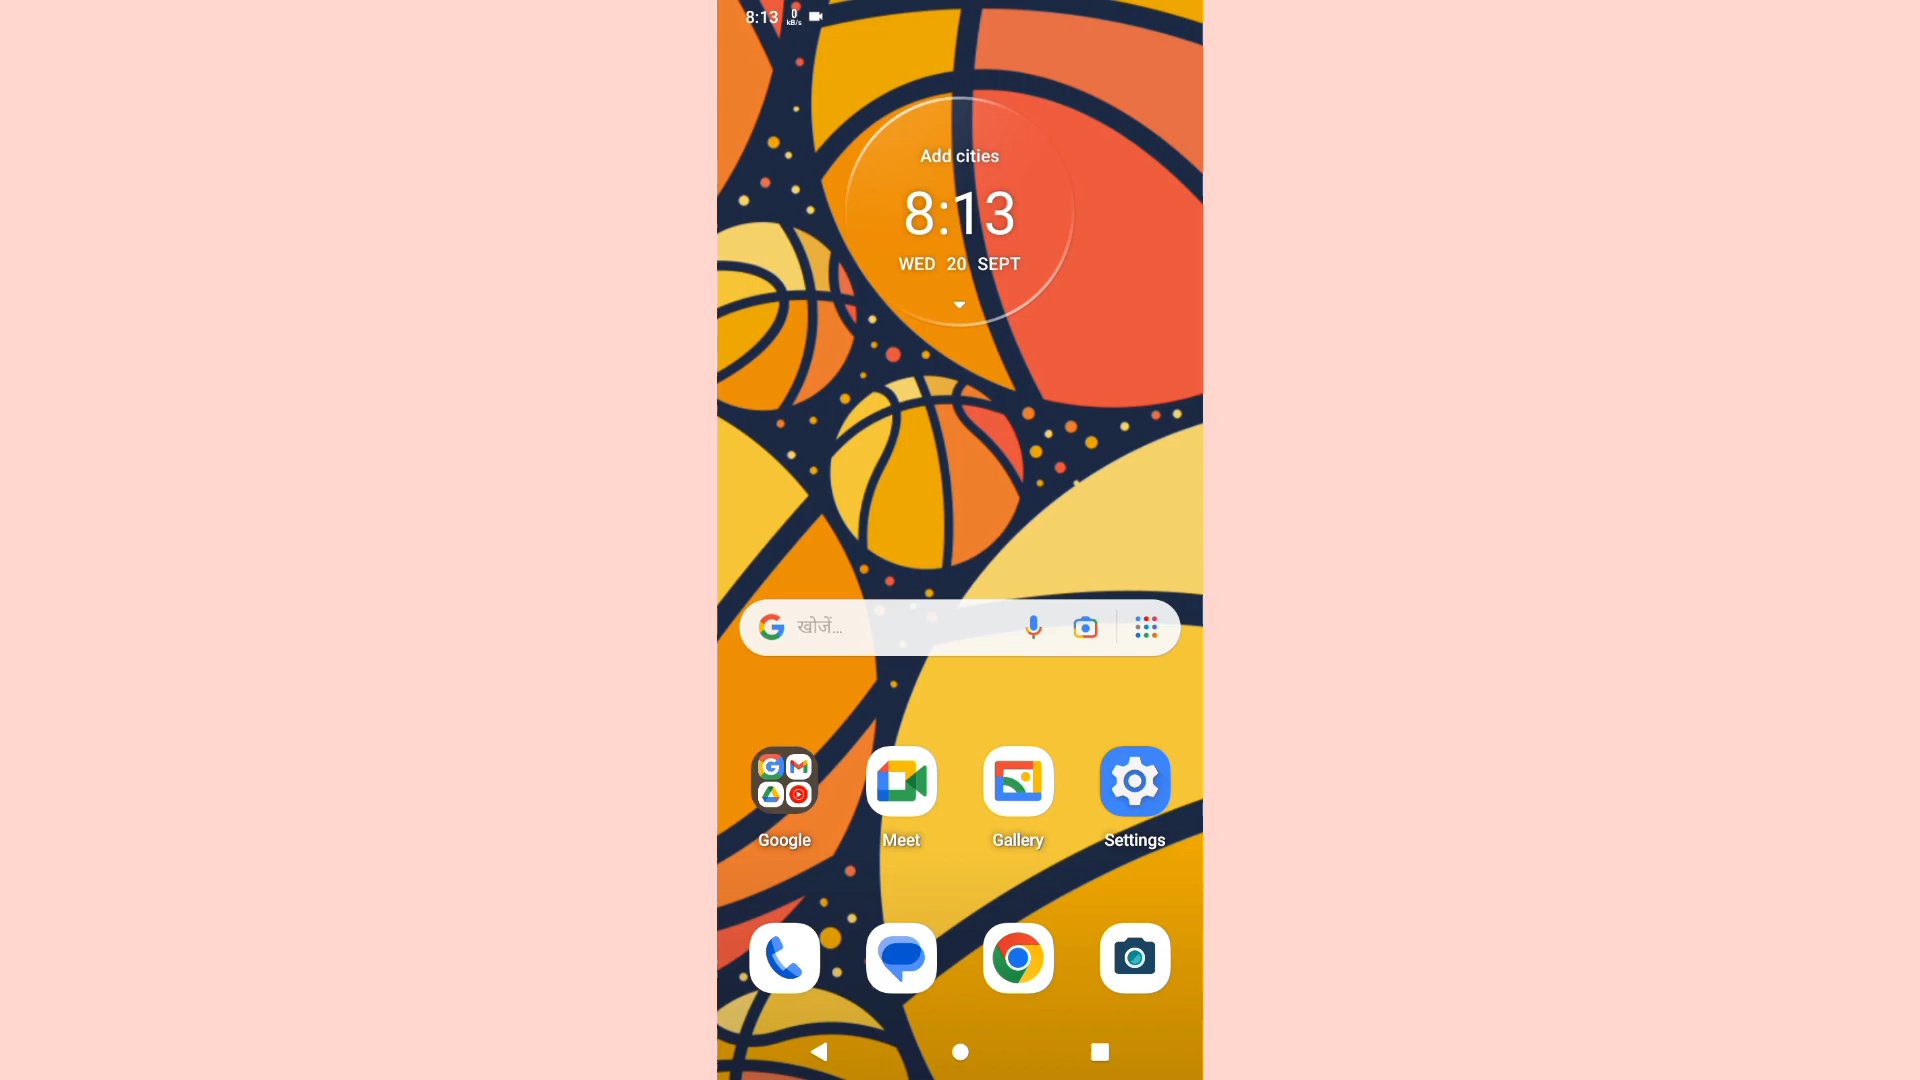 8:13 0
kB/s
Add cities
8:13
WED 20 SEPT
खोजें...
Google Meet Gallery Settings